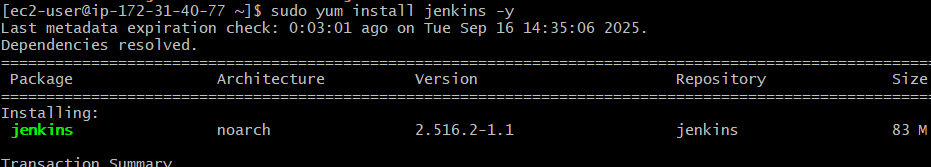 [ec2-user@ip-172-31-40-77 ~]$ sudo yum install jenkins -y
Last metadata expiration check: 0:03:01 ago on Tue Sep 16 14:35:06 2025.
Dependencies resolved.
================================================================================================================
Package Architecture Version Repository Size
================================================================================================================
Installing:
jenkins noarch 2.516.2-1.1 jenkins 83 M
Transaction Summary